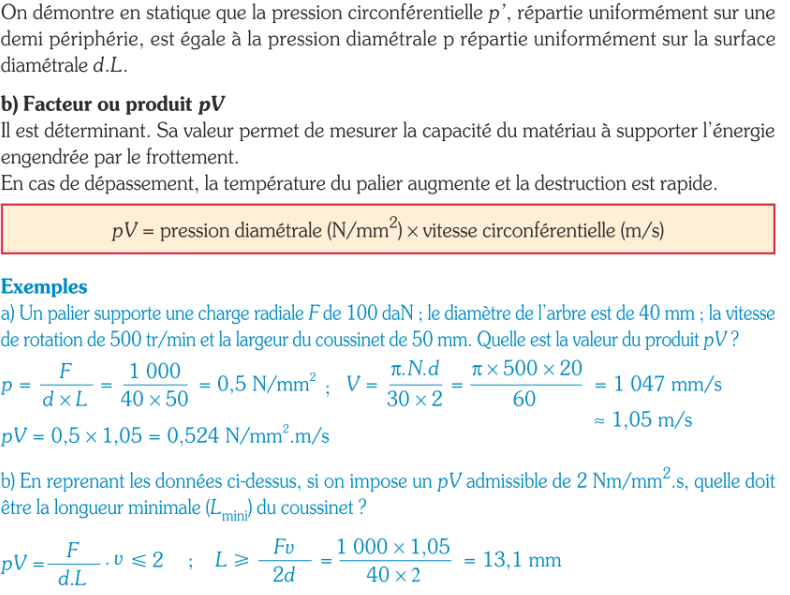 On démontre en statique que la pression circonférentielle p', répartie uniformément sur une
demi périphérie, est égale à la pression diamétrale p répartie uniformément sur la surface
diamétrale d.L.
b) Facteur ou produit pV
Il est déterminant. Sa valeur permet de mesurer la capacité du matériau à supporter l'énergie
engendrée par le frottement.
En cas de dépassement, la température du palier augmente et la destruction est rapide.
pV = pression diamétrale (N/mm²) × vitesse circonférentielle (m/s)
Exemples
a) Un palier supporte une charge radiale F de 100 daN ; le diamètre de l'arbre est de 40 mm ; la vitesse
de rotation de 500 tr/min et la largeur du coussinet de 50 mm. Quelle est la valeur du produit pV ?
p = F / (d × L) = 1 000 / (40 × 50) = 0,5 N/mm² ; V = π.N.d / (30 × 2) = π × 500 × 20 / 60 = 1 047 mm/s
≈ 1,05 m/s
pV = 0,5 × 1,05 = 0,524 N/mm².m/s
b) En reprenant les données ci-dessus, si on impose un pV admissible de 2 Nm/mm².s, quelle doit
être la longueur minimale (L mini) du coussinet ?
pV = F / d.L . υ ⩽ 2 ; L ⩾ Fυ / 2d = 1 000 × 1,05 / 40 × 2 = 13,1 mm